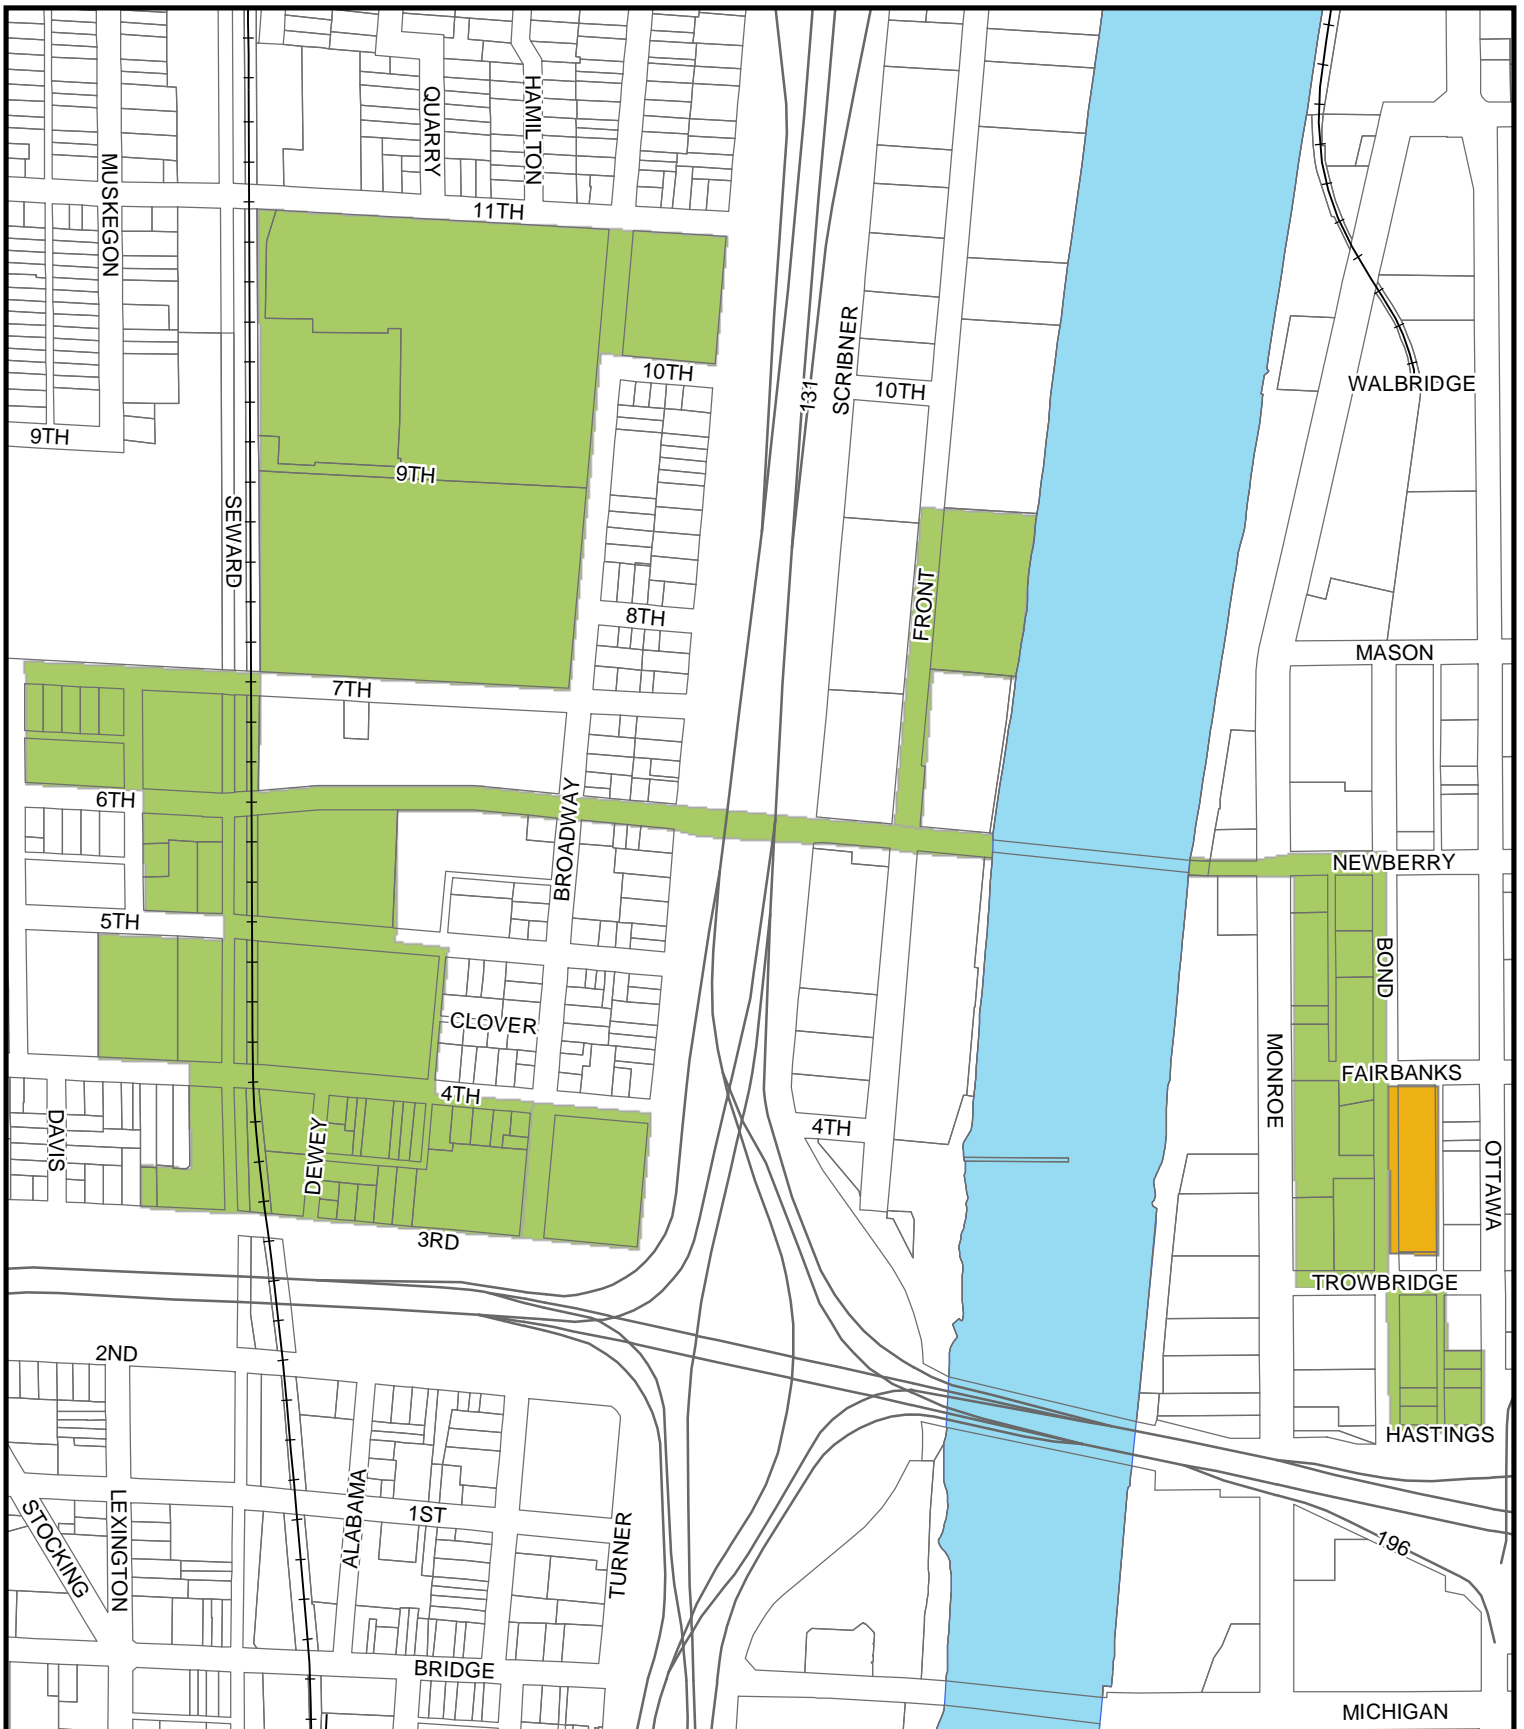 QUARRY
HAMILTON
MUSKEGON
11TH
SCRIBNER
10TH
131
10TH
WALBRIDGE
9TH
9TH
SEWARD
FRONT
8TH
MASON
7TH
6TH
BROADWAY
NEWBERRY
5TH
BOND
CLOVER
MONROE
FAIRBANKS
4TH
4TH
DAVIS
DEWEY
OTTAWA
3RD
TROWBRIDGE
2ND
HASTINGS
ALABAMA
1ST
STOCKING
LEXINGTON
TURNER
196
BRIDGE
MICHIGAN